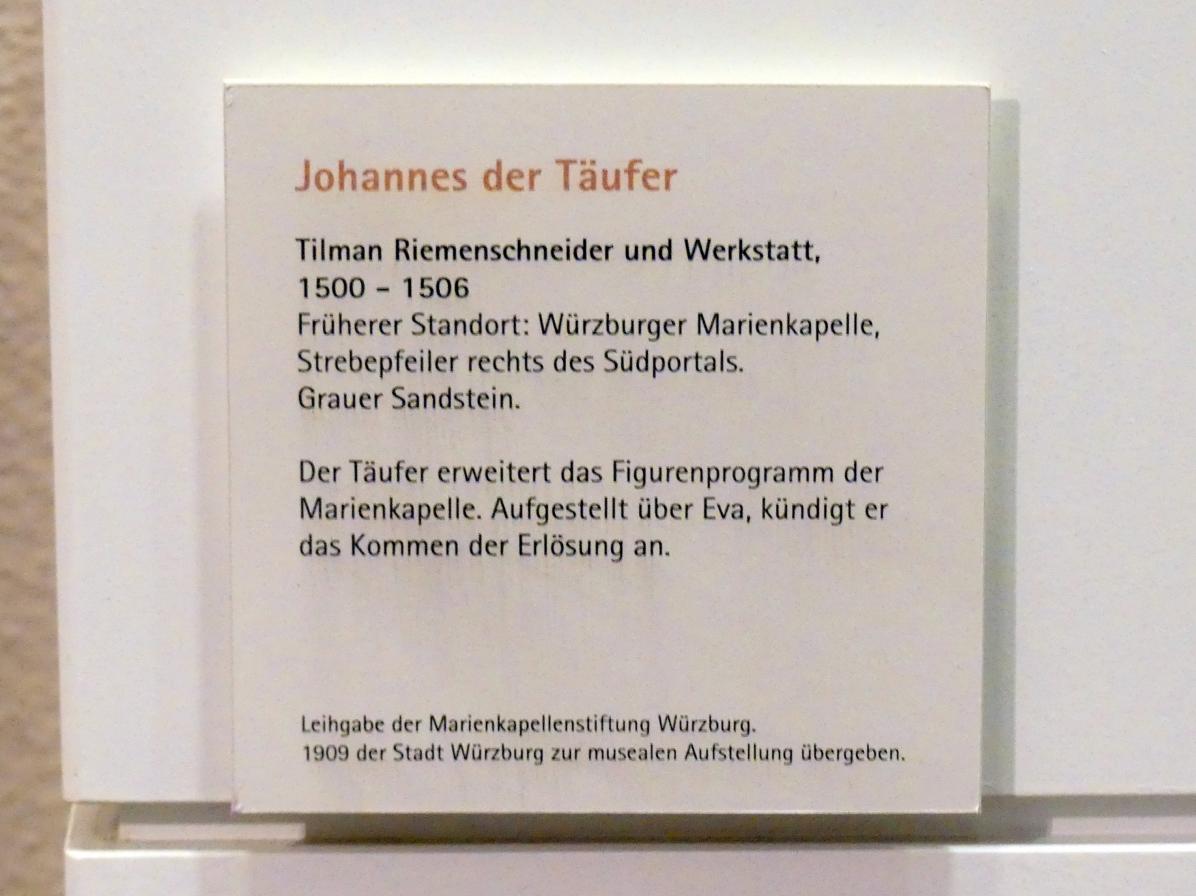 Johannes der Täufer
Tilman Riemenschneider und Werkstatt,
1500 – 1506
Früherer Standort: Würzburger Marienkapelle,
Strebepfeiler rechts des Südportals.
Grauer Sandstein.
Der Täufer erweitert das Figurenprogramm der
Marienkapelle. Aufgestellt über Eva, kündigt er
das Kommen der Erlösung an.
Leihgabe der Marienkapellenstiftung Würzburg.
1909 der Stadt Würzburg zur musealen Aufstellung übergeben.